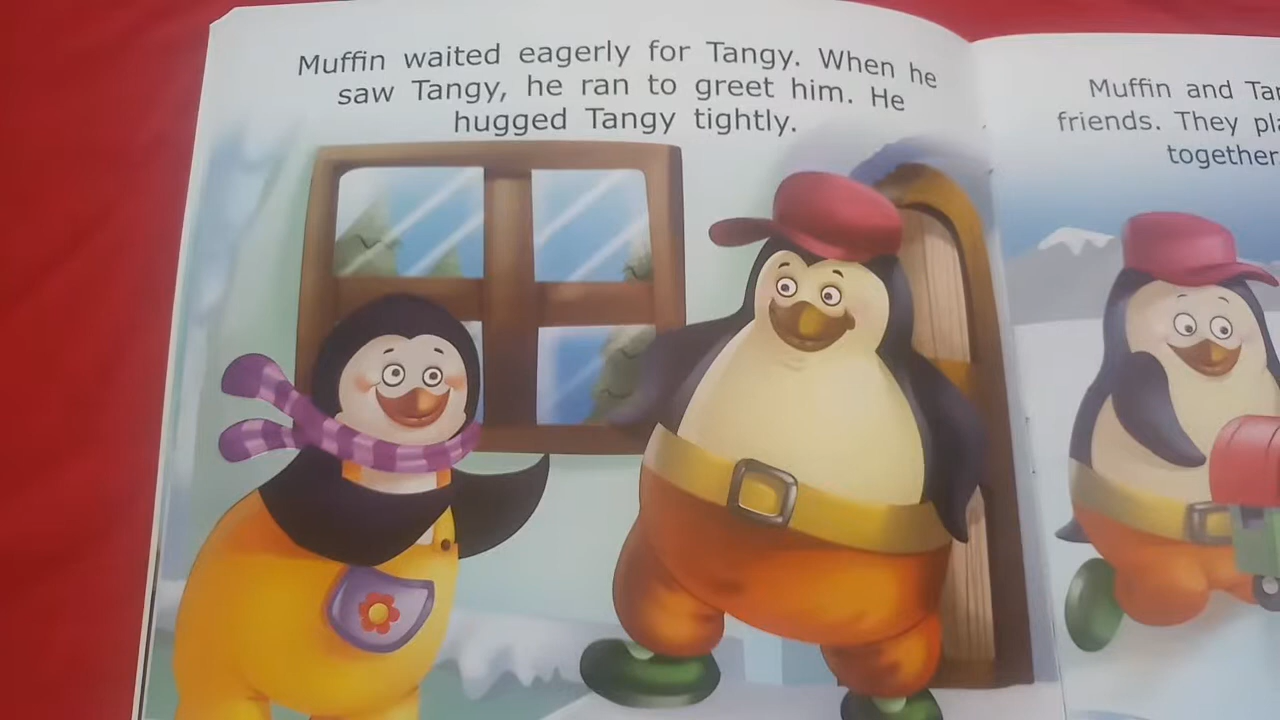 Muffin waited eagerly for Tangy. When he
saw Tangy, he ran to greet him. He
hugged Tangy tightly.
Muffin and
friends. They
together